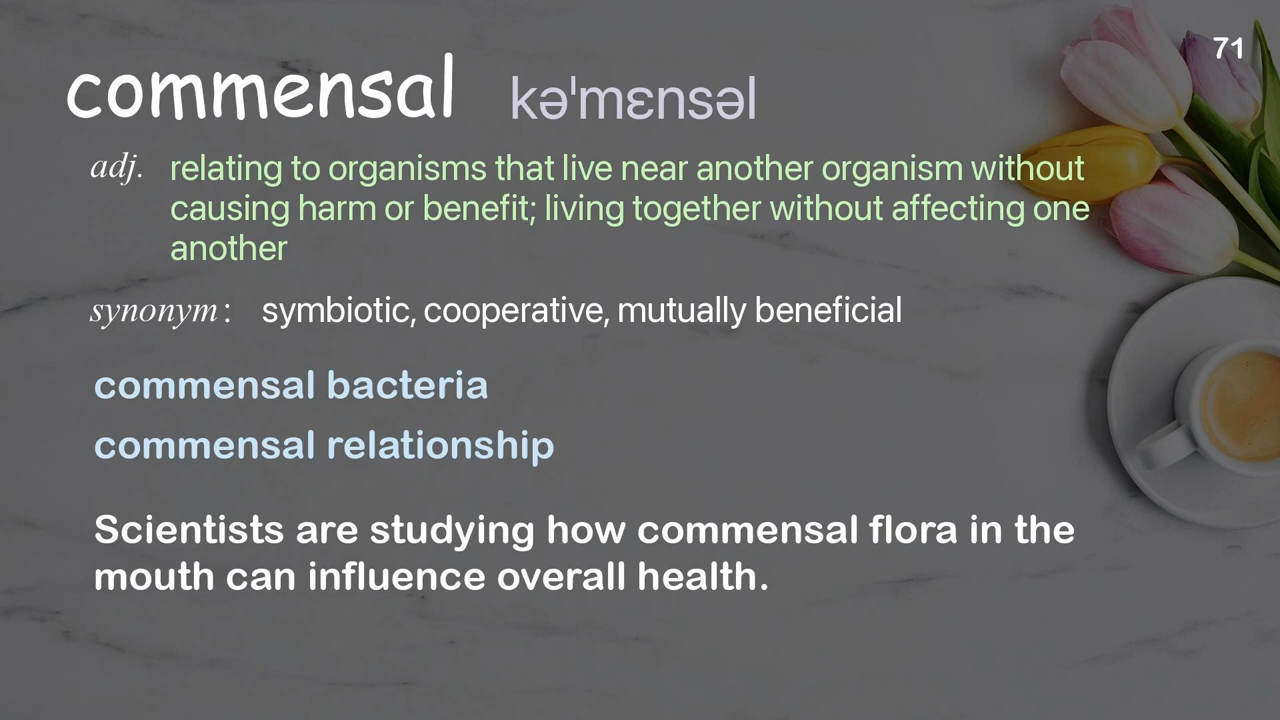 71
commensal kəˈmɛnsəl
adj. relating to organisms that live near another organism without
causing harm or benefit; living together without affecting one
another
synonym: symbiotic, cooperative, mutually beneficial
commensal bacteria
commensal relationship
Scientists are studying how commensal flora in the
mouth can influence overall health.